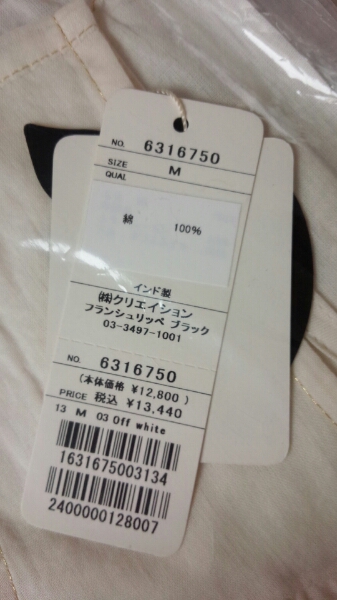 NO. 6316750
SIZE M
QUAL
綿 100%
インド製
㈱クリエイション
フランシュリッペ ブラック
03-3497-1001
NO. 6316750
(本体価格 ¥12,800)
PRICE 税込 ¥13,440
13 M 03 Off white
1631675003134
2400000128007